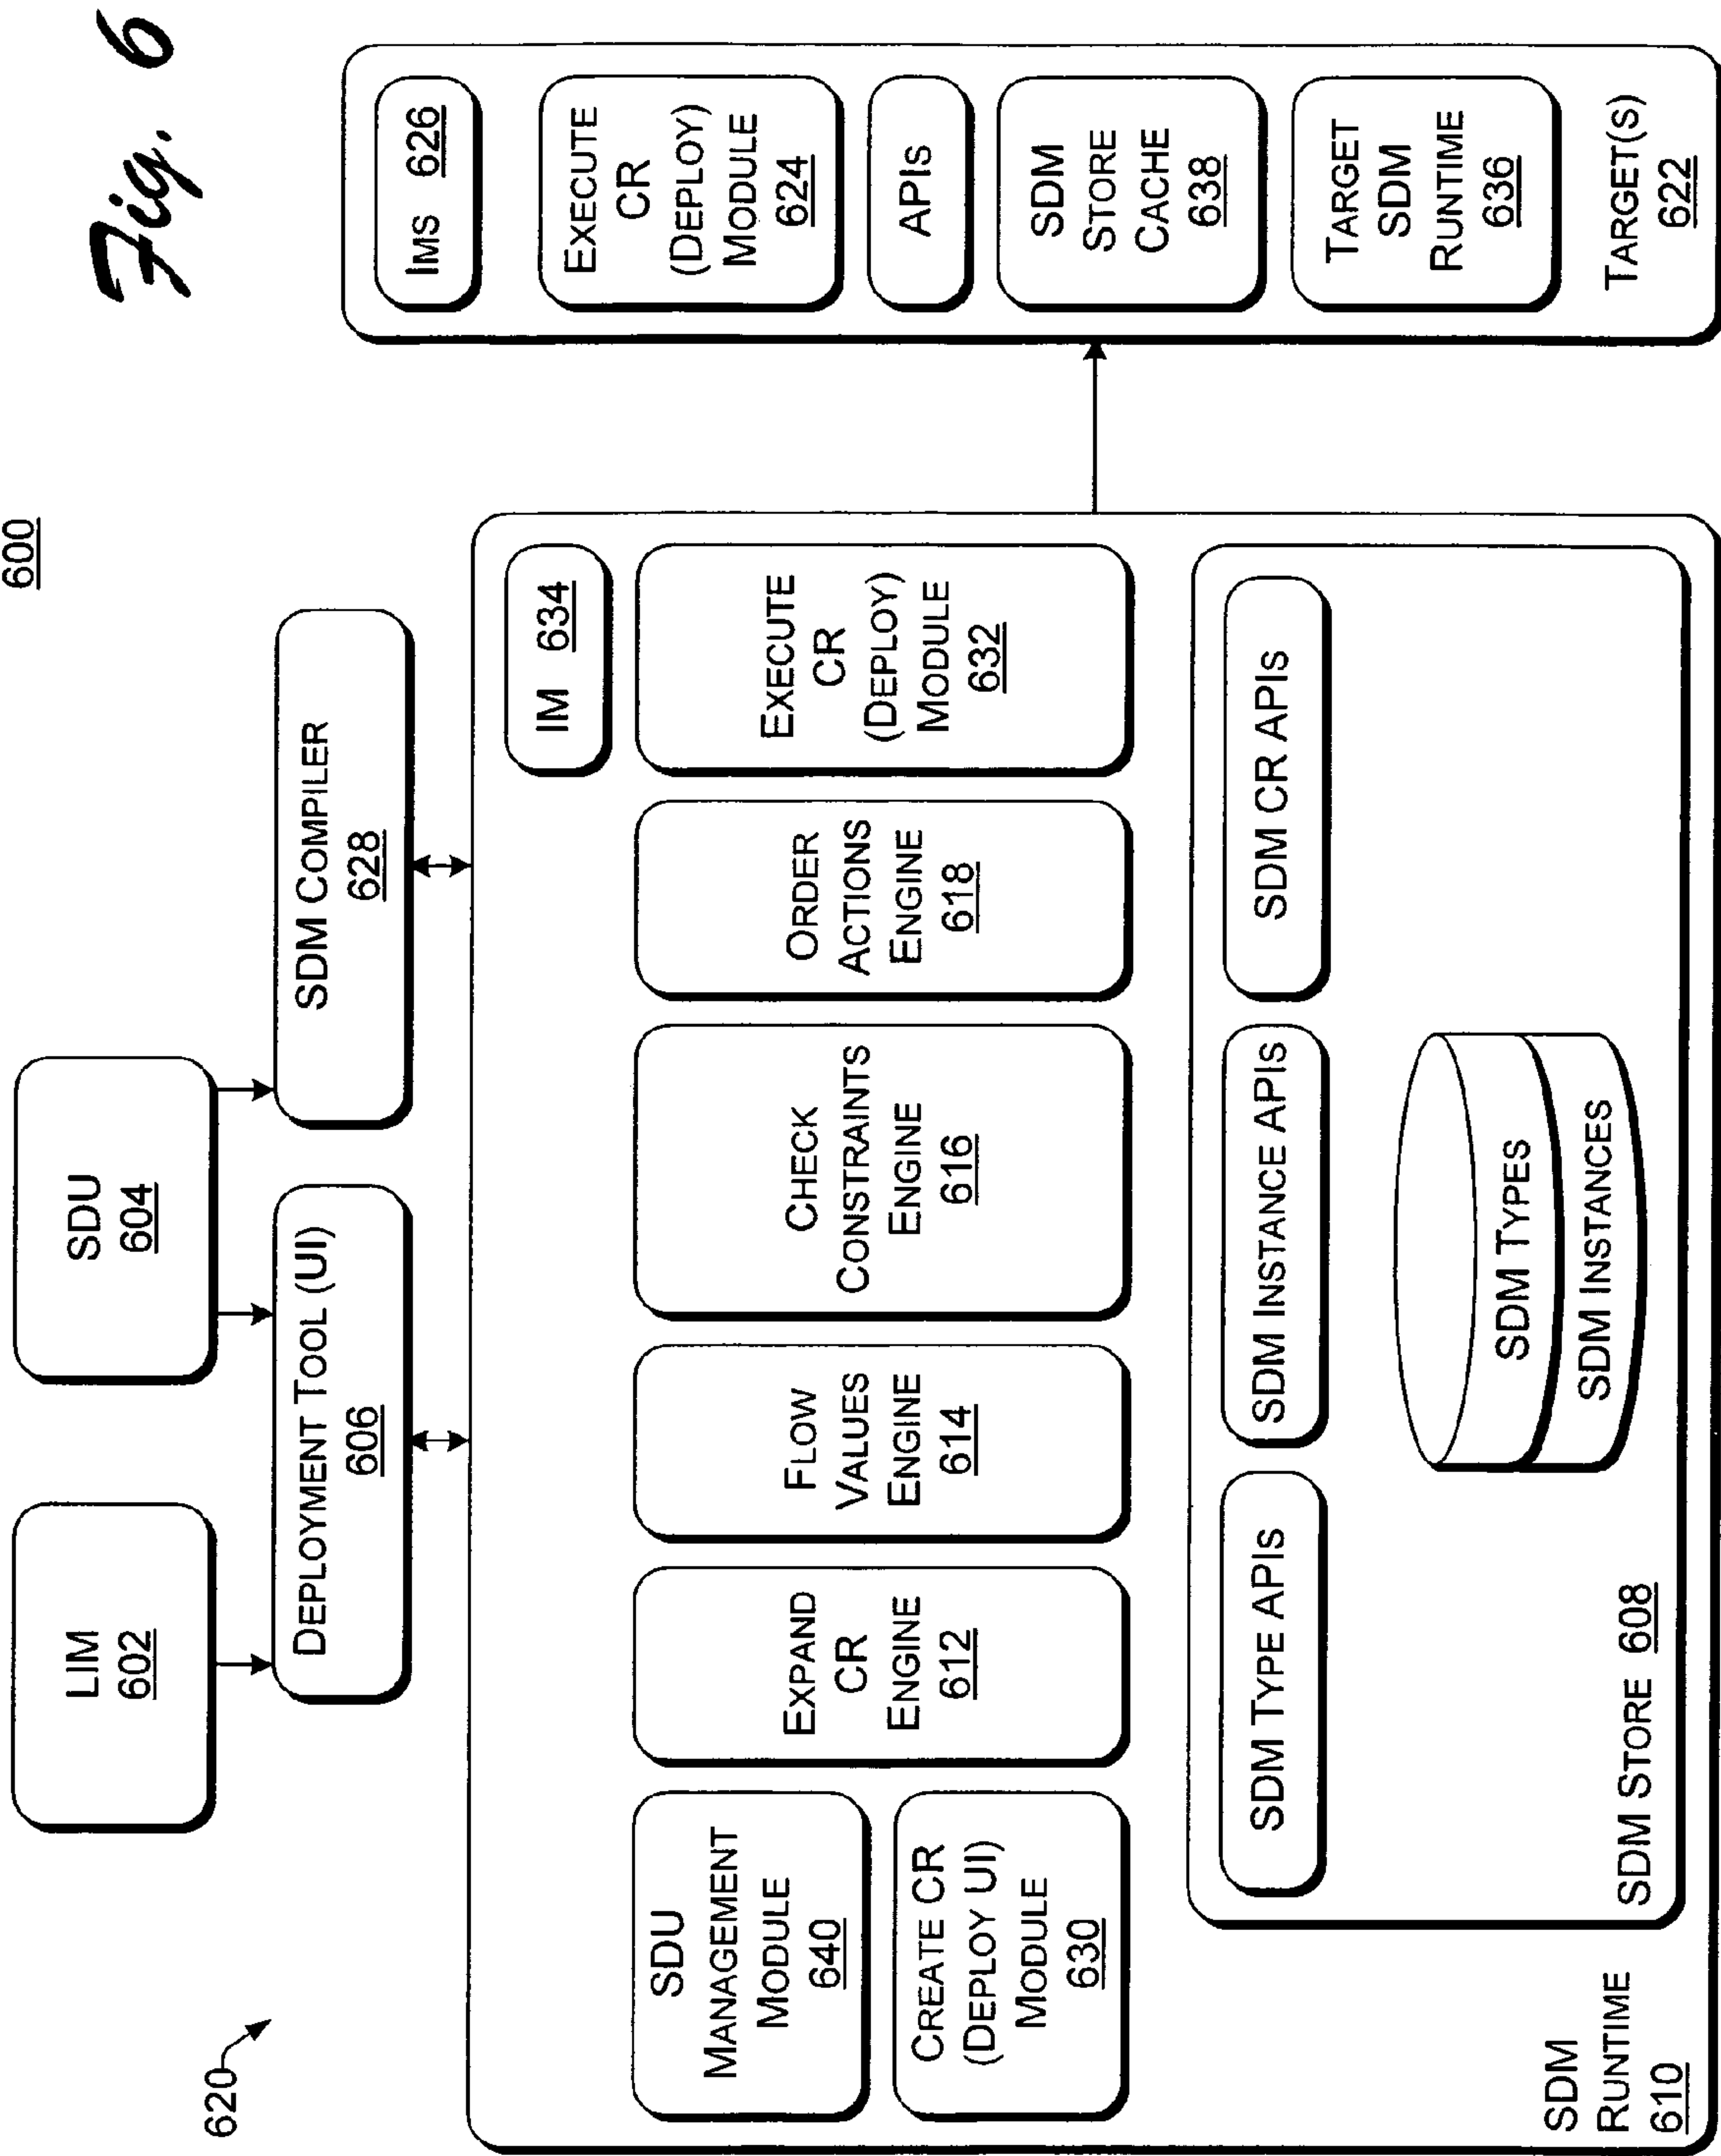 Fig. 6
600
620
LIM
602
SDU
604
DEPLOYMENT TOOL (UI)
606
SDM COMPILER
628
IM 634
SDU
MANAGEMENT
MODULE
640
CREATE CR
(DEPLOY UI)
MODULE
630
EXPAND
CR
ENGINE
612
FLOW
VALUES
ENGINE
614
CHECK
CONSTRAINTS
ENGINE
616
ORDER
ACTIONS
ENGINE
618
EXECUTE
CR
(DEPLOY)
MODULE
632
SDM TYPE APIS
SDM INSTANCE APIS
SDM CR APIS
SDM TYPES
SDM INSTANCES
SDM STORE 608
SDM
RUNTIME
610
IMS 626
EXECUTE
CR
(DEPLOY)
MODULE
624
APIS
SDM
STORE
CACHE
638
TARGET
SDM
RUNTIME
636
TARGET(S)
622